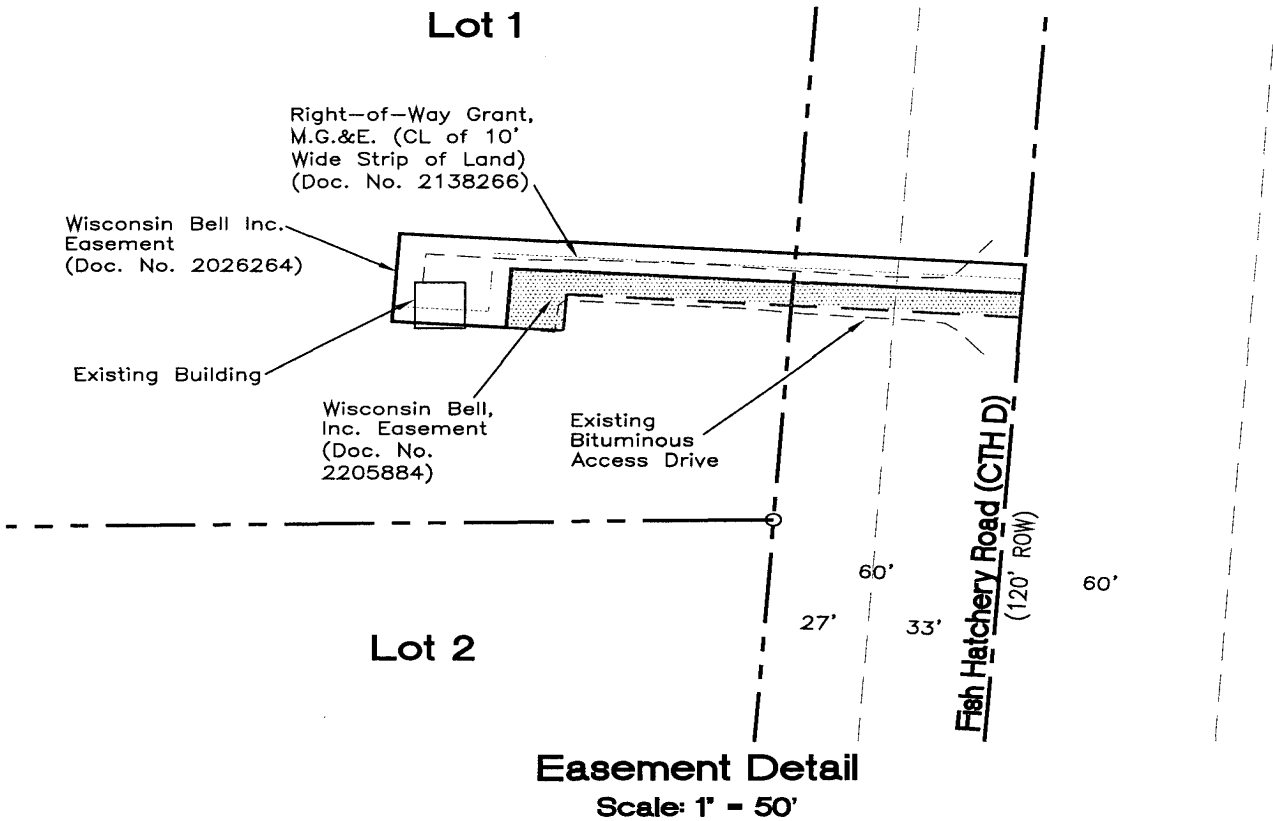 Lot 1
Right-of-Way Grant,
M.G.&E. (CL of 10'
Wide Strip of Land)
(Doc. No. 2138266)
Wisconsin Bell Inc.
Easement
(Doc. No. 2026264)
Existing Building
Wisconsin Bell,
Inc. Easement
(Doc. No.
2205884)
Existing
Bituminous
Access Drive
Fish Hatchery Road (CTH D)
(120' ROW)
60'
60'
27'
33'
Lot 2
Easement Detail
Scale: 1" = 50'